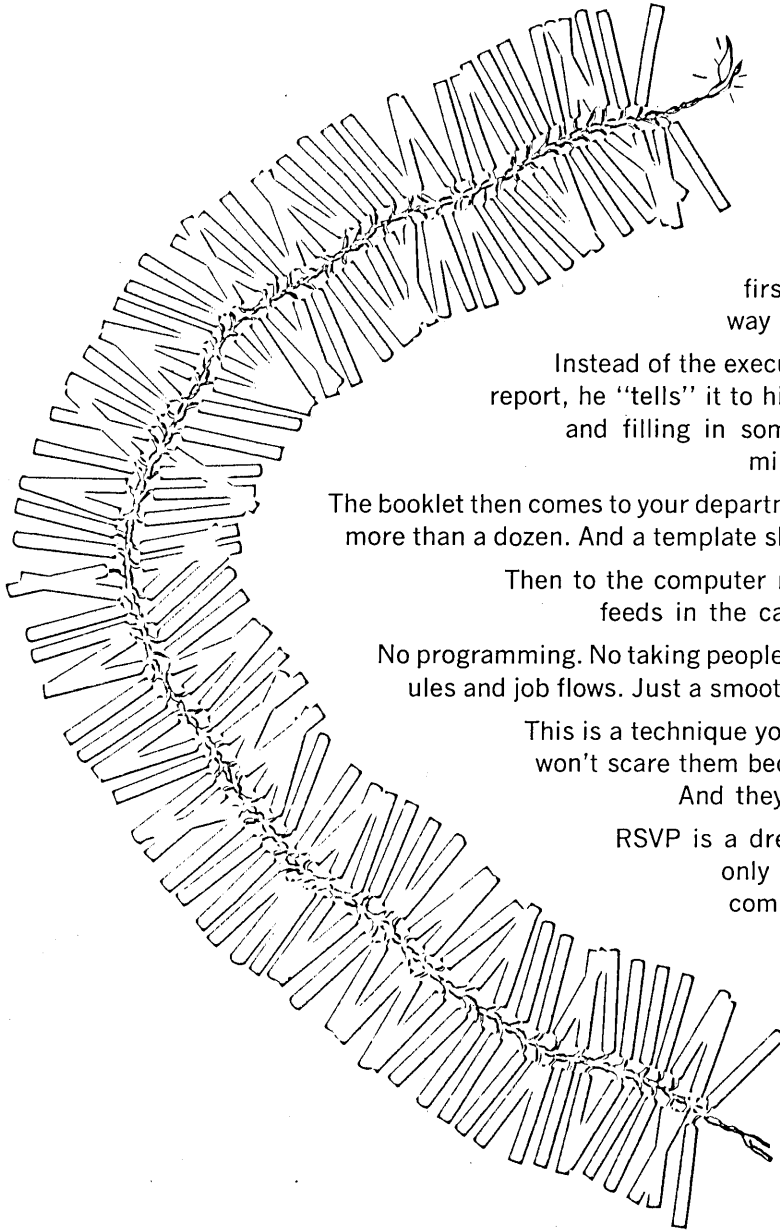 firs
way
Instead of the execu
report, he "tells" it to hi
and filling in som
mi
The booklet then comes to your departm
more than a dozen. And a template sl
Then to the computer r
feeds in the ca
No programming. No taking people
ules and job flows. Just a smoot
This is a technique yo
won't scare them bec
And they
RSVP is a dre
only
com